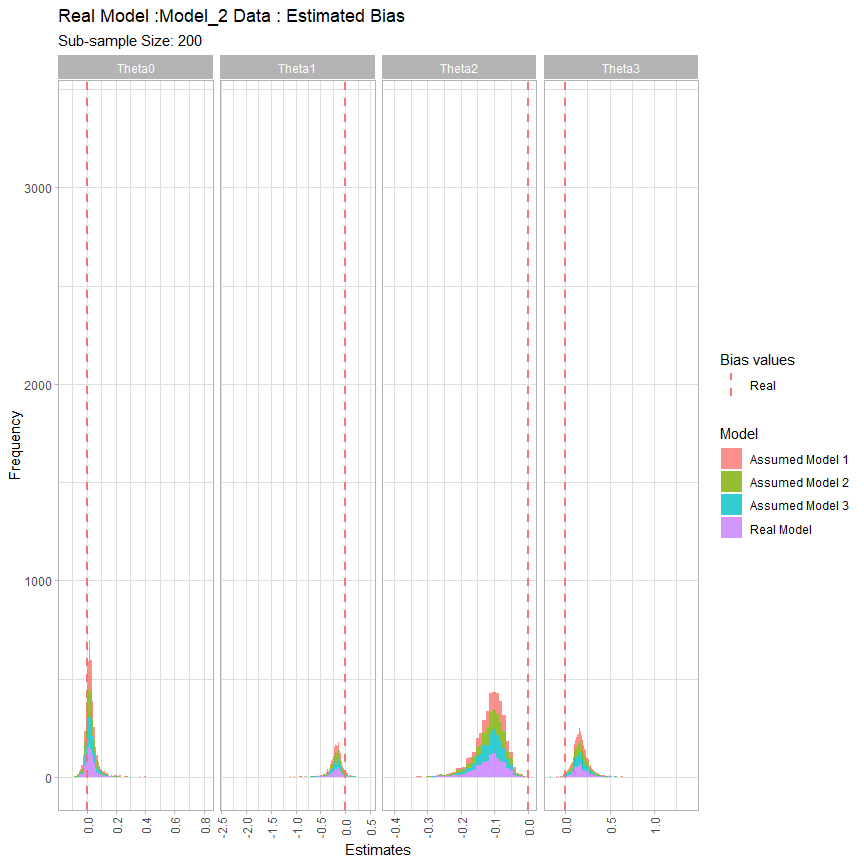 Real Model :Model_2 Data : Estimated Bias
Sub-sample Size: 200
Theta0 Theta1 Theta2 Theta3
3000
2000
1000
0
Frequency
0.0 0.2 0.4 0.6 0.8 -2.5 -2.0 -1.5 -1.0 -0.5 0.0 0.5 -0.4 -0.3 -0.2 -0.1 0.0 0.0 0.5 1.0
Estimates
Bias values
Real
Model
Assumed Model 1
Assumed Model 2
Assumed Model 3
Real Model